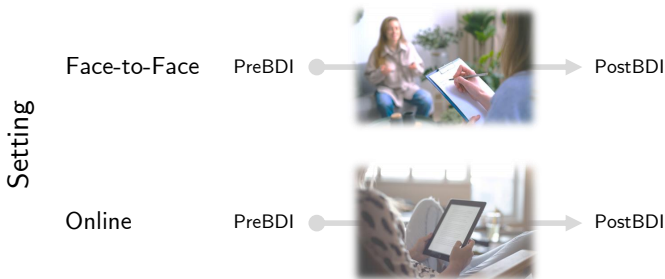 Setting
Face-to-Face PreBDI PostBDI
Online PreBDI PostBDI